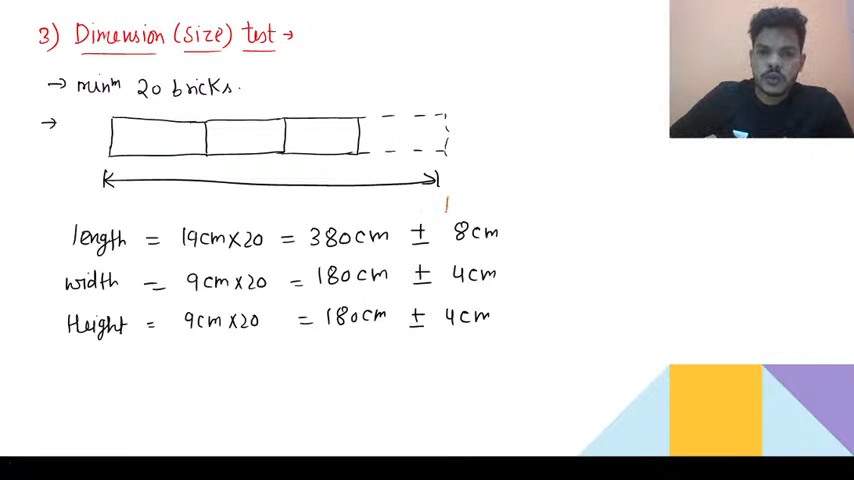 3) Dimension (size) test →
→ minᵐ 20 bricks.
→
length = 19cm×20 = 380cm ± 8cm
width = 9cm×20 = 180cm ± 4cm
Height = 9cm×20 = 180cm ± 4cm